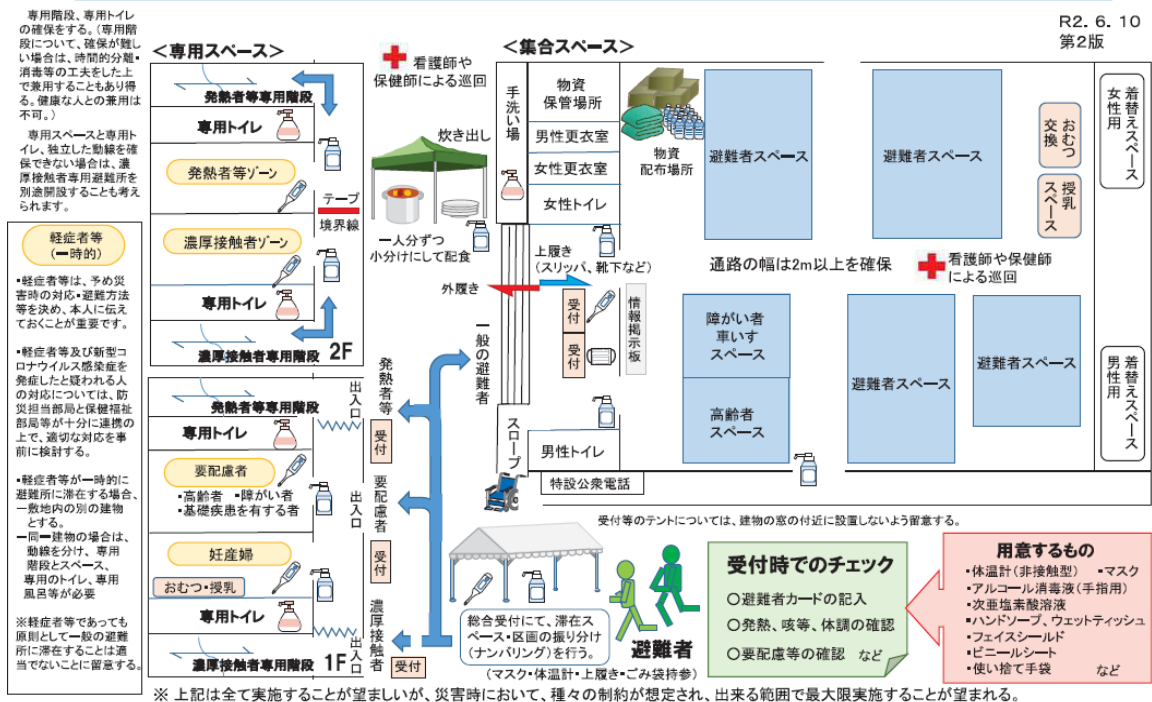 専用階段、専用トイレ
の確保をする。(専用階
段について、確保が難し
い場合は、時間的分離・
消毒等の工夫をした上
で兼用することもあり得
る。健康な人との兼用は
不可。)
専用スペースと専用ト
イレ、独立した動線を確
保できない場合は、濃
厚接触者専用避難所を
別途開設することも考え
られます。
軽症者等
(一時的)
・軽症者等は、予め災
害時の対応・避難方法
等を決め、本人に伝え
ておくことが重要です。
・軽症者等及び新型コ
ロナウイルス感染症を
発症したと疑われる人
の対応については、防
災担当部局と保健福祉
部局等が十分に連携の
上で、適切な対応を事
前に検討する。
・軽症者等が一時的に
避難所に滞在する場合、
―敷地内の別の建物
とする。
―同一建物の場合は、
動線を分け、専用
階段とスペース、
専用のトイレ、専用
風呂等が必要
※軽症者等であっても
原則として一般の避難
所に滞在することは適
当でないことに留意する。
<専用スペース>
発熱者等専用階段
専用トイレ
発熱者等ゾーン
テープ
境界線
濃厚接触者ゾーン
専用トイレ
濃厚接触者専用階段
2F
発熱者等専用階段
専用トイレ
要配慮者
・高齢者 ・障がい者
・基礎疾患を有する者
妊産婦
おむつ・授乳
専用トイレ
濃厚接触者専用階段
1F
出入口
出入口
出入口
発熱者等
受付
要配慮者
受付
濃厚接触者
受付
一般の避難者
看護師や
保健師による巡回
炊き出し
一人分ずつ
小分けにして配食
<集合スペース>
R2.6.10
第2版
手洗い場
物資
保管場所
男性更衣室
女性更衣室
女性トイレ
物資
配布場所
避難者スペース
避難者スペース
おむつ
交換
授乳
スペース
着替えスペース
女性用
上履き
(スリッパ、靴下など)
外履き
通路の幅は2m以上を確保
看護師や保健師
による巡回
受付
受付
情報掲示板
障がい者
車いす
スペース
高齢者
スペース
避難者スペース
避難者スペース
着替えスペース
男性用
スロープ
男性トイレ
特設公衆電話
受付等のテントについては、建物の窓の付近に設置しないよう留意する。
総合受付にて、滞在ス
ペース・区画の振り分け
(ナンバリング)を行う。
避難者
(マスク・体温計・上履き・ごみ袋持参)
受付時でのチェック
○避難者カードの記入
○発熱、咳等、体調の確認
○要配慮等の確認 など
用意するもの
・体温計(非接触型) ・マスク
・アルコール消毒液(手指用)
・次亜塩素酸溶液
・ハンドソープ、ウェットティッシュ
・フェイスシールド
・ビニールシート
・使い捨て手袋 など
※ 上記は全て実施することが望ましいが、災害時において、種々の制約が想定され、出来る範囲で最大限実施することが望まれる。